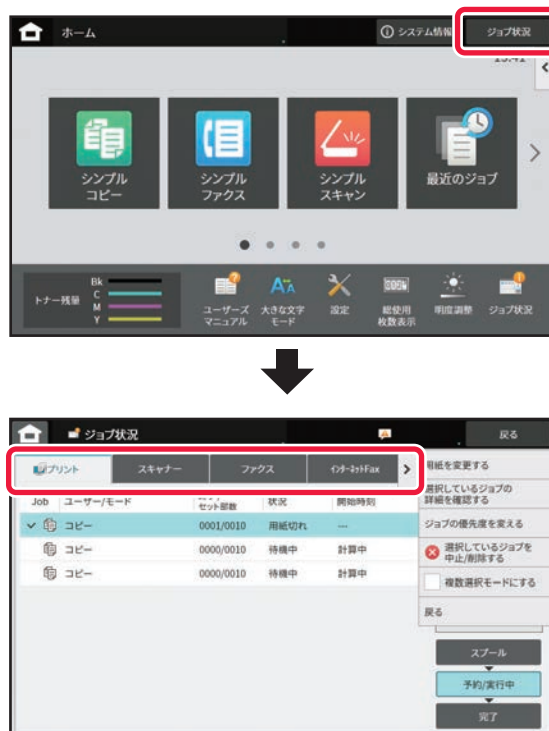 ホーム
システム情報
ジョブ状況
シンプル
コピー
シンプル
ファクス
シンプル
スキャン
最近のジョブ
トナー残量
Bk
C
M
Y
ユーザーズ
マニュアル
大きな文字
モード
設定
総使用
枚数表示
明度調整
ジョブ状況
ジョブ状況
戻る
プリント
スキャナー
ファクス
インターネットFax
用紙を変更する
選択しているジョブの
詳細を確認する
ジョブの優先度を変える
選択しているジョブを
中止/削除する
複数選択モードにする
戻る
Job ユーザー/モード セット部数 状況 開始時刻
コピー 0001/0010 用紙切れ ---
コピー 0000/0010 待機中 計算中
コピー 0000/0010 待機中 計算中
スプール
予約/実行中
完了